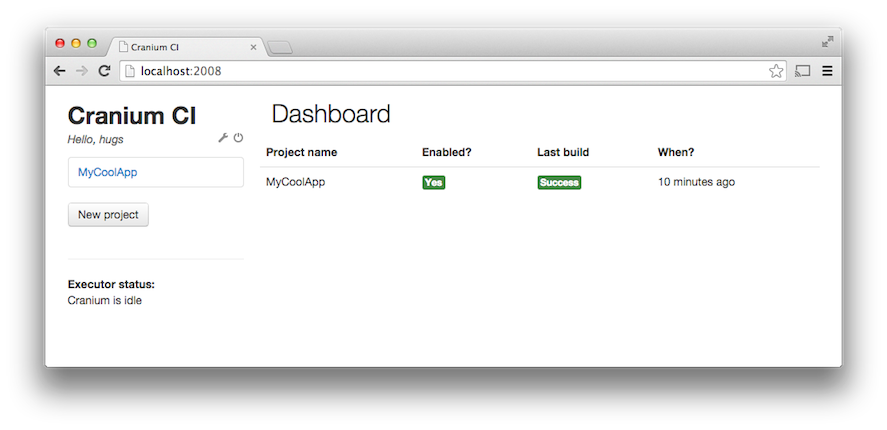 Cranium CI
localhost:2008
Cranium CI
Hello, hugs
MyCoolApp
New project
Executor status:
Cranium is idle
Dashboard
Project name Enabled? Last build When?
MyCoolApp Yes Success 10 minutes ago